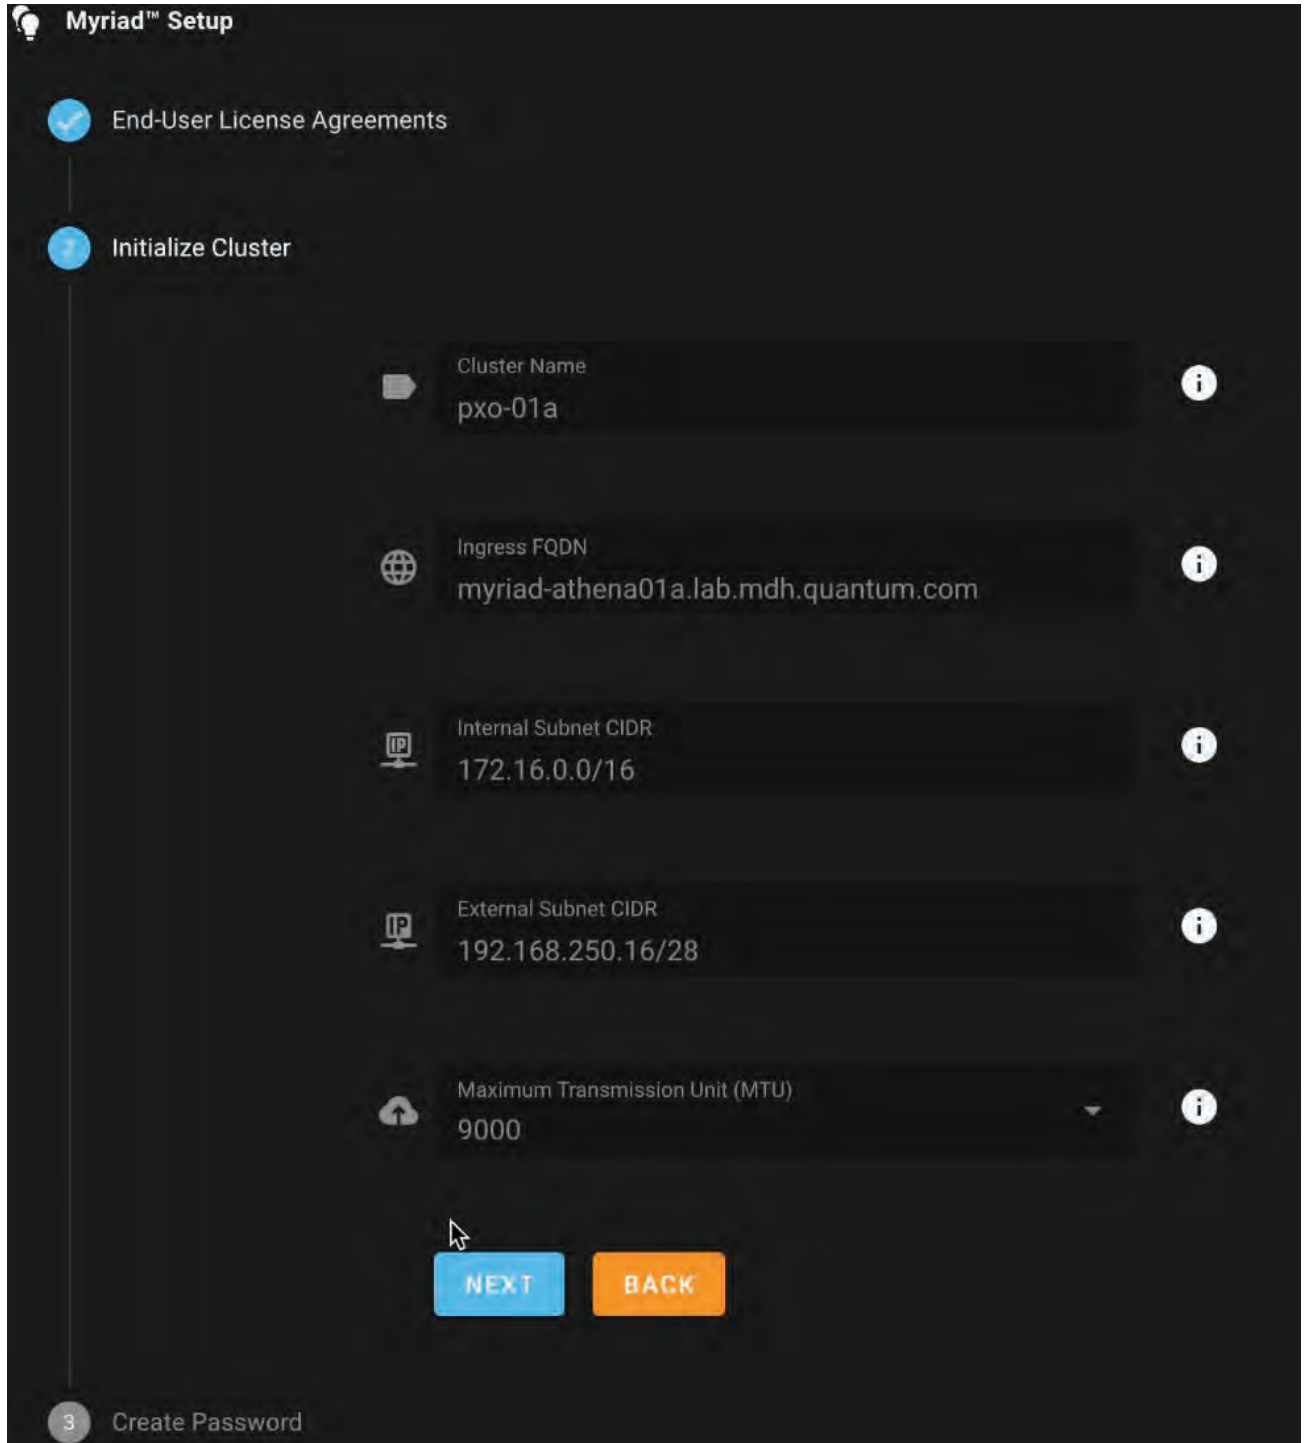 Myriad™ Setup
End-User License Agreements
Initialize Cluster
Cluster Name
pxo-01a
Ingress FQDN
myriad-athena01a.lab.mdh.quantum.com
Internal Subnet CIDR
172.16.0.0/16
External Subnet CIDR
192.168.250.16/28
Maximum Transmission Unit (MTU)
9000
NEXT BACK
3 Create Password